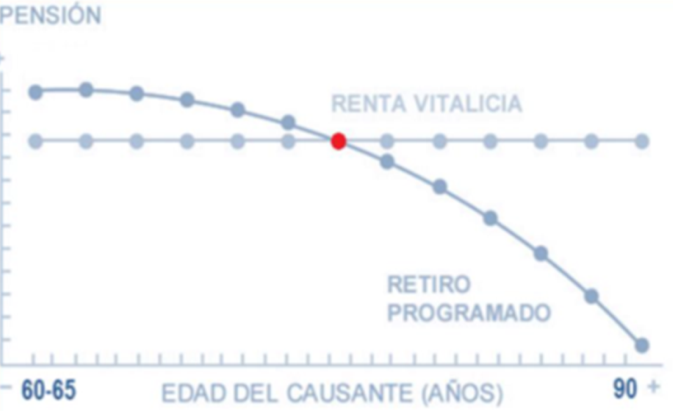 PENSIÓN
+
RENTA VITALICIA
RETIRO
PROGRAMADO
− 60-65 EDAD DEL CAUSANTE (AÑOS) 90 +